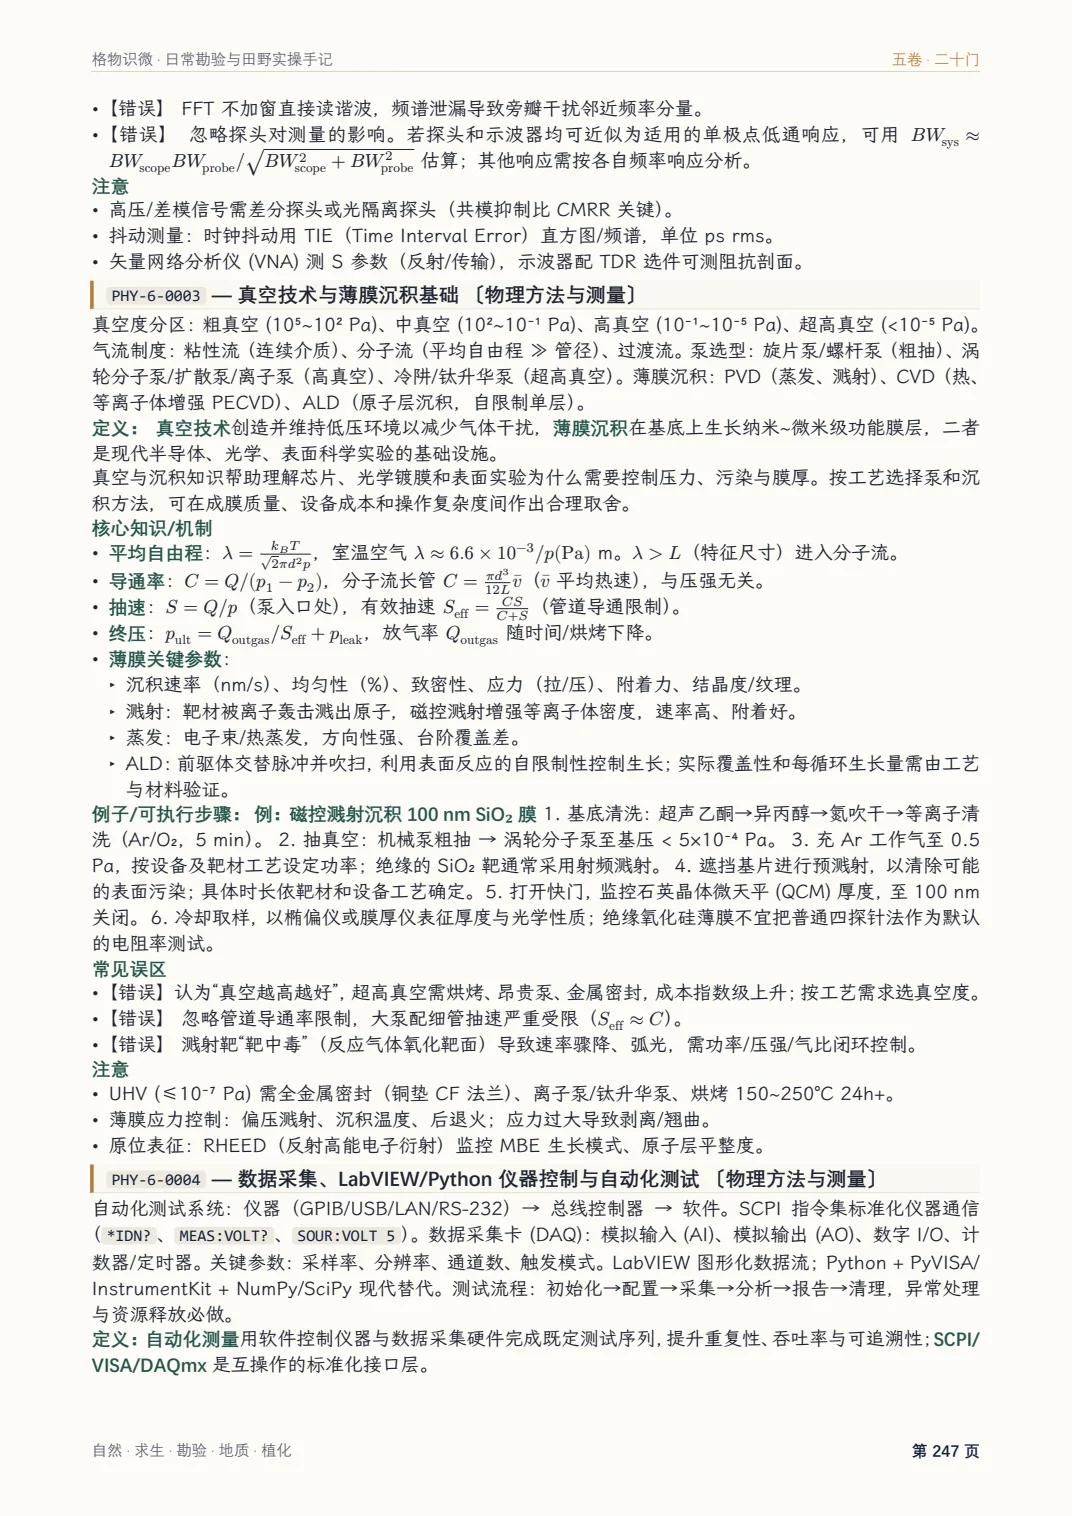 格物识微 · 日常勘验与田野实操手记
五卷 · 二十门
•【错误】 FFT 不加窗直接读谐波，频谱泄漏导致旁瓣干扰邻近频率分量。
•【错误】 忽略探头对测量的影响。若探头和示波器均可近似为适用的单极点低通响应，可用 BW_sys ≈
BW_scope BW_probe/√(BW²_scope + BW²_probe) 估算；其他响应需按各自频率响应分析。
注意
• 高压/差模信号需差分探头或光隔离探头（共模抑制比 CMRR 关键）。
• 抖动测量：时钟抖动用 TIE（Time Interval Error）直方图/频谱，单位 ps rms。
• 矢量网络分析仪 (VNA) 测 S 参数（反射/传输），示波器配 TDR 选件可测阻抗剖面。
PHY-6-0003 — 真空技术与薄膜沉积基础 〔物理方法与测量〕
真空度分区：粗真空 (10⁵~10² Pa)、中真空 (10²~10⁻¹ Pa)、高真空 (10⁻¹~10⁻⁵ Pa)、超高真空 (<10⁻⁵ Pa)。
气流制度：粘性流（连续介质）、分子流（平均自由程 ≫ 管径）、过渡流。泵选型：旋片泵/螺杆泵（粗抽）、涡
轮分子泵/扩散泵/离子泵（高真空）、冷阱/钛升华泵（超高真空）。薄膜沉积：PVD（蒸发、溅射）、CVD（热、
等离子体增强 PECVD）、ALD（原子层沉积，自限制单层）。
定义： 真空技术创造并维持低压环境以减少气体干扰，薄膜沉积在基底上生长纳米~微米级功能膜层，二者
是现代半导体、光学、表面科学实验的基础设施。
真空与沉积知识帮助理解芯片、光学镀膜和表面实验为什么需要控制压力、污染与膜厚。按工艺选择泵和沉
积方法，可在成膜质量、设备成本和操作复杂度间作出合理取舍。
核心知识/机制
• 平均自由程：λ = k_B T/(√2πd²p)，室温空气 λ ≈ 6.6 × 10⁻³/p(Pa) m。λ > L（特征尺寸）进入分子流。
• 导通率：C = Q/(p₁ − p₂)，分子流长管 C = πd³/(12L) v̄（v̄ 平均热速），与压强无关。
• 抽速：S = Q/p（泵入口处），有效抽速 S_eff = CS/(C+S)（管道导通限制）。
• 终压：p_ult = Q_outgas/S_eff + p_leak，放气率 Q_outgas 随时间/烘烤下降。
• 薄膜关键参数：
‣ 沉积速率（nm/s）、均匀性（%）、致密性、应力（拉/压）、附着力、结晶度/纹理。
‣ 溅射：靶材被离子轰击溅出原子，磁控溅射增强等离子体密度，速率高、附着好。
‣ 蒸发：电子束/热蒸发，方向性强、台阶覆盖差。
‣ ALD：前驱体交替脉冲并吹扫，利用表面反应的自限制性控制生长；实际覆盖性和每循环生长量需由工艺
与材料验证。
例子/可执行步骤： 例：磁控溅射沉积 100 nm SiO₂ 膜 1. 基底清洗：超声乙酮→异丙醇→氮吹干→等离子清
洗（Ar/O₂，5 min）。 2. 抽真空：机械泵粗抽 → 涡轮分子泵至基压 < 5×10⁻⁴ Pa。 3. 充 Ar 工作气至 0.5
Pa，按设备及靶材工艺设定功率；绝缘的 SiO₂ 靶通常采用射频溅射。 4. 遮挡基片进行预溅射，以清除可能
的表面污染；具体时长依靶材和设备工艺确定。5. 打开快门，监控石英晶体微天平 (QCM) 厚度，至 100 nm
关闭。6. 冷却取样，以椭偏仪或膜厚仪表征厚度与光学性质；绝缘氧化硅薄膜不宜把普通四探针法作为默认
的电阻率测试。
常见误区
•【错误】认为“真空越高越好”，超高真空需烘烤、昂贵泵、金属密封，成本指数级上升；按工艺需求选真空度。
•【错误】 忽略管道导通率限制，大泵配细管抽速严重受限（S_eff ≈ C）。
•【错误】 溅射靶“靶中毒”（反应气体氧化靶面）导致速率骤降、弧光，需功率/压强/气比闭环控制。
注意
• UHV (≤10⁻⁷ Pa) 需全金属密封（铜垫 CF 法兰）、离子泵/钛升华泵、烘烤 150~250°C 24h+。
• 薄膜应力控制：偏压溅射、沉积温度、后退火；应力过大导致剥离/翘曲。
• 原位表征：RHEED（反射高能电子衍射）监控 MBE 生长模式、原子层平整度。
PHY-6-0004 — 数据采集、LabVIEW/Python 仪器控制与自动化测试 〔物理方法与测量〕
自动化测试系统：仪器（GPIB/USB/LAN/RS-232）→ 总线控制器 → 软件。SCPI 指令集标准化仪器通信
（*IDN?、MEAS:VOLT?、SOUR:VOLT 5）。数据采集卡 (DAQ)：模拟输入 (AI)、模拟输出 (AO)、数字 I/O、计
数器/定时器。关键参数：采样率、分辨率、通道数、触发模式。LabVIEW 图形化数据流；Python + PyVISA/
InstrumentKit + NumPy/SciPy 现代替代。测试流程：初始化→配置→采集→分析→报告→清理，异常处理
与资源释放必做。
定义：自动化测量用软件控制仪器与数据采集硬件完成既定测试序列，提升重复性、吞吐率与可追溯性；SCPI/
VISA/DAQmx 是互操作的标准化接口层。
自然 · 求生 · 勘验 · 地质 · 植化
第 247 页